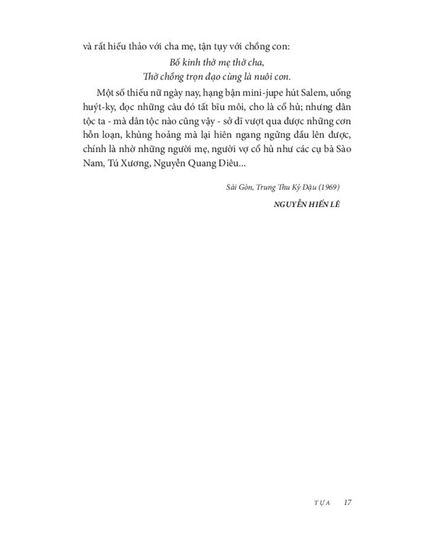 và rất hiếu thảo với cha mẹ, tận tụy với chồng con:
Bố kinh thờ mẹ thờ cha,
Thờ chồng trọn đạo cùng là nuôi con.
Một số thiếu nữ ngày nay, hạng bận mini-jupe hút Salem, uống
huýt-ky, đọc những câu đó tất bĩu môi, cho là cổ hủ; nhưng dân
tộc ta - mà dân tộc nào cũng vậy - sở dĩ vượt qua được những cơn
hỗn loạn, khủng hoảng mà lại hiên ngang ngửng đầu lên được,
chính là nhờ những người mẹ, người vợ cổ hủ như các cụ bà Sào
Nam, Tú Xương, Nguyễn Quang Diêu...
Sài Gòn, Trung Thu Kỷ Dậu (1969)
NGUYỄN HIẾN LÊ
TỰA 17